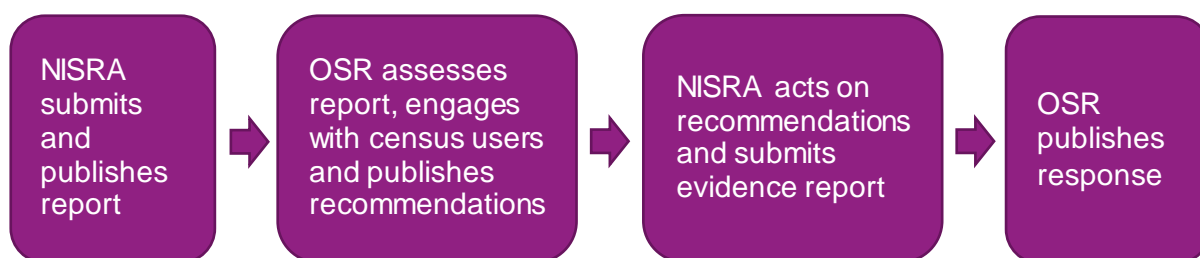 NISRA
submits
and
publishes
report
OSR assesses
report, engages
with census users
and publishes
recommendations
NISRA acts on
recommendations
and submits
evidence report
OSR
publishes
response